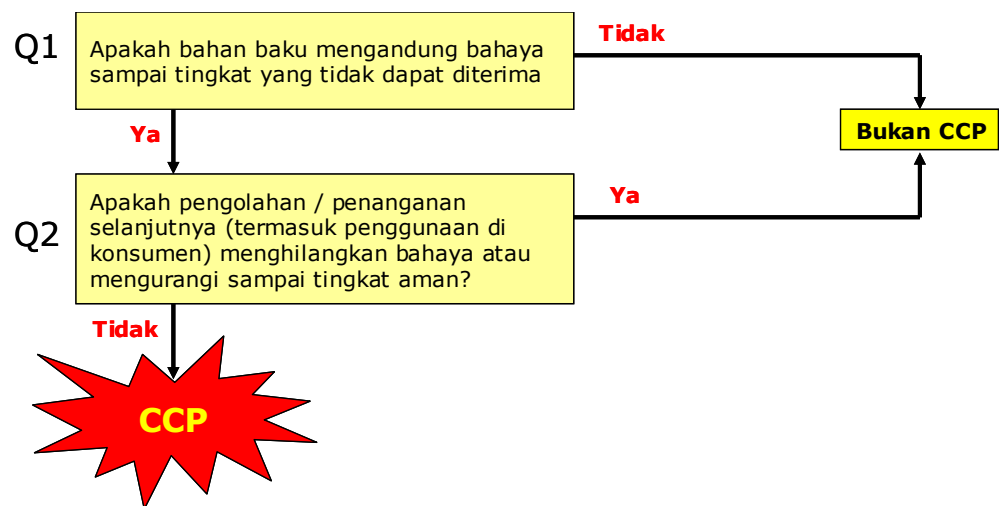 Q1
Apakah bahan baku mengandung bahaya
sampai tingkat yang tidak dapat diterima
Tidak
Bukan CCP
Ya
Q2
Apakah pengolahan / penanganan
selanjutnya (termasuk penggunaan di
konsumen) menghilangkan bahaya atau
mengurangi sampai tingkat aman?
Ya
Tidak
CCP